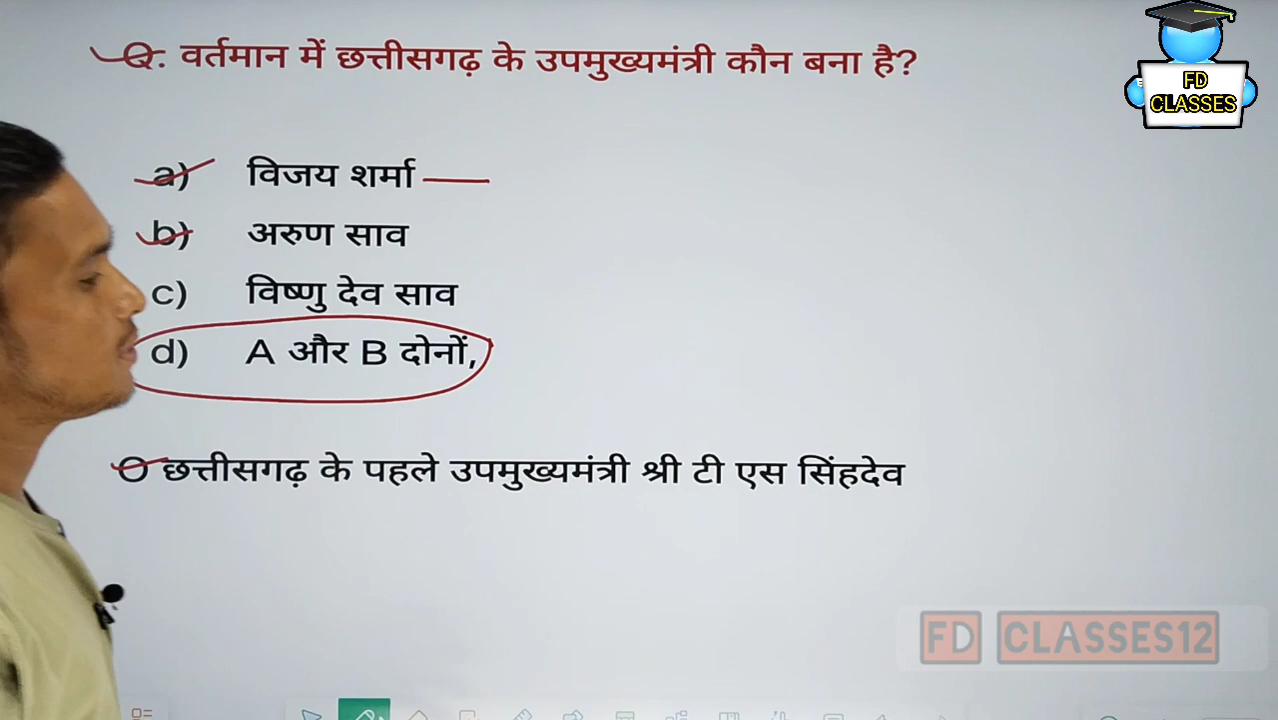 Q. वर्तमान में छत्तीसगढ़ के उपमुख्यमंत्री कौन बना है?
FD
CLASSES
a) विजय शर्मा
b) अरुण साव
c) विष्णु देव साव
d) A और B दोनों,
O छत्तीसगढ़ के पहले उपमुख्यमंत्री श्री टी एस सिंहदेव
FD CLASSES12